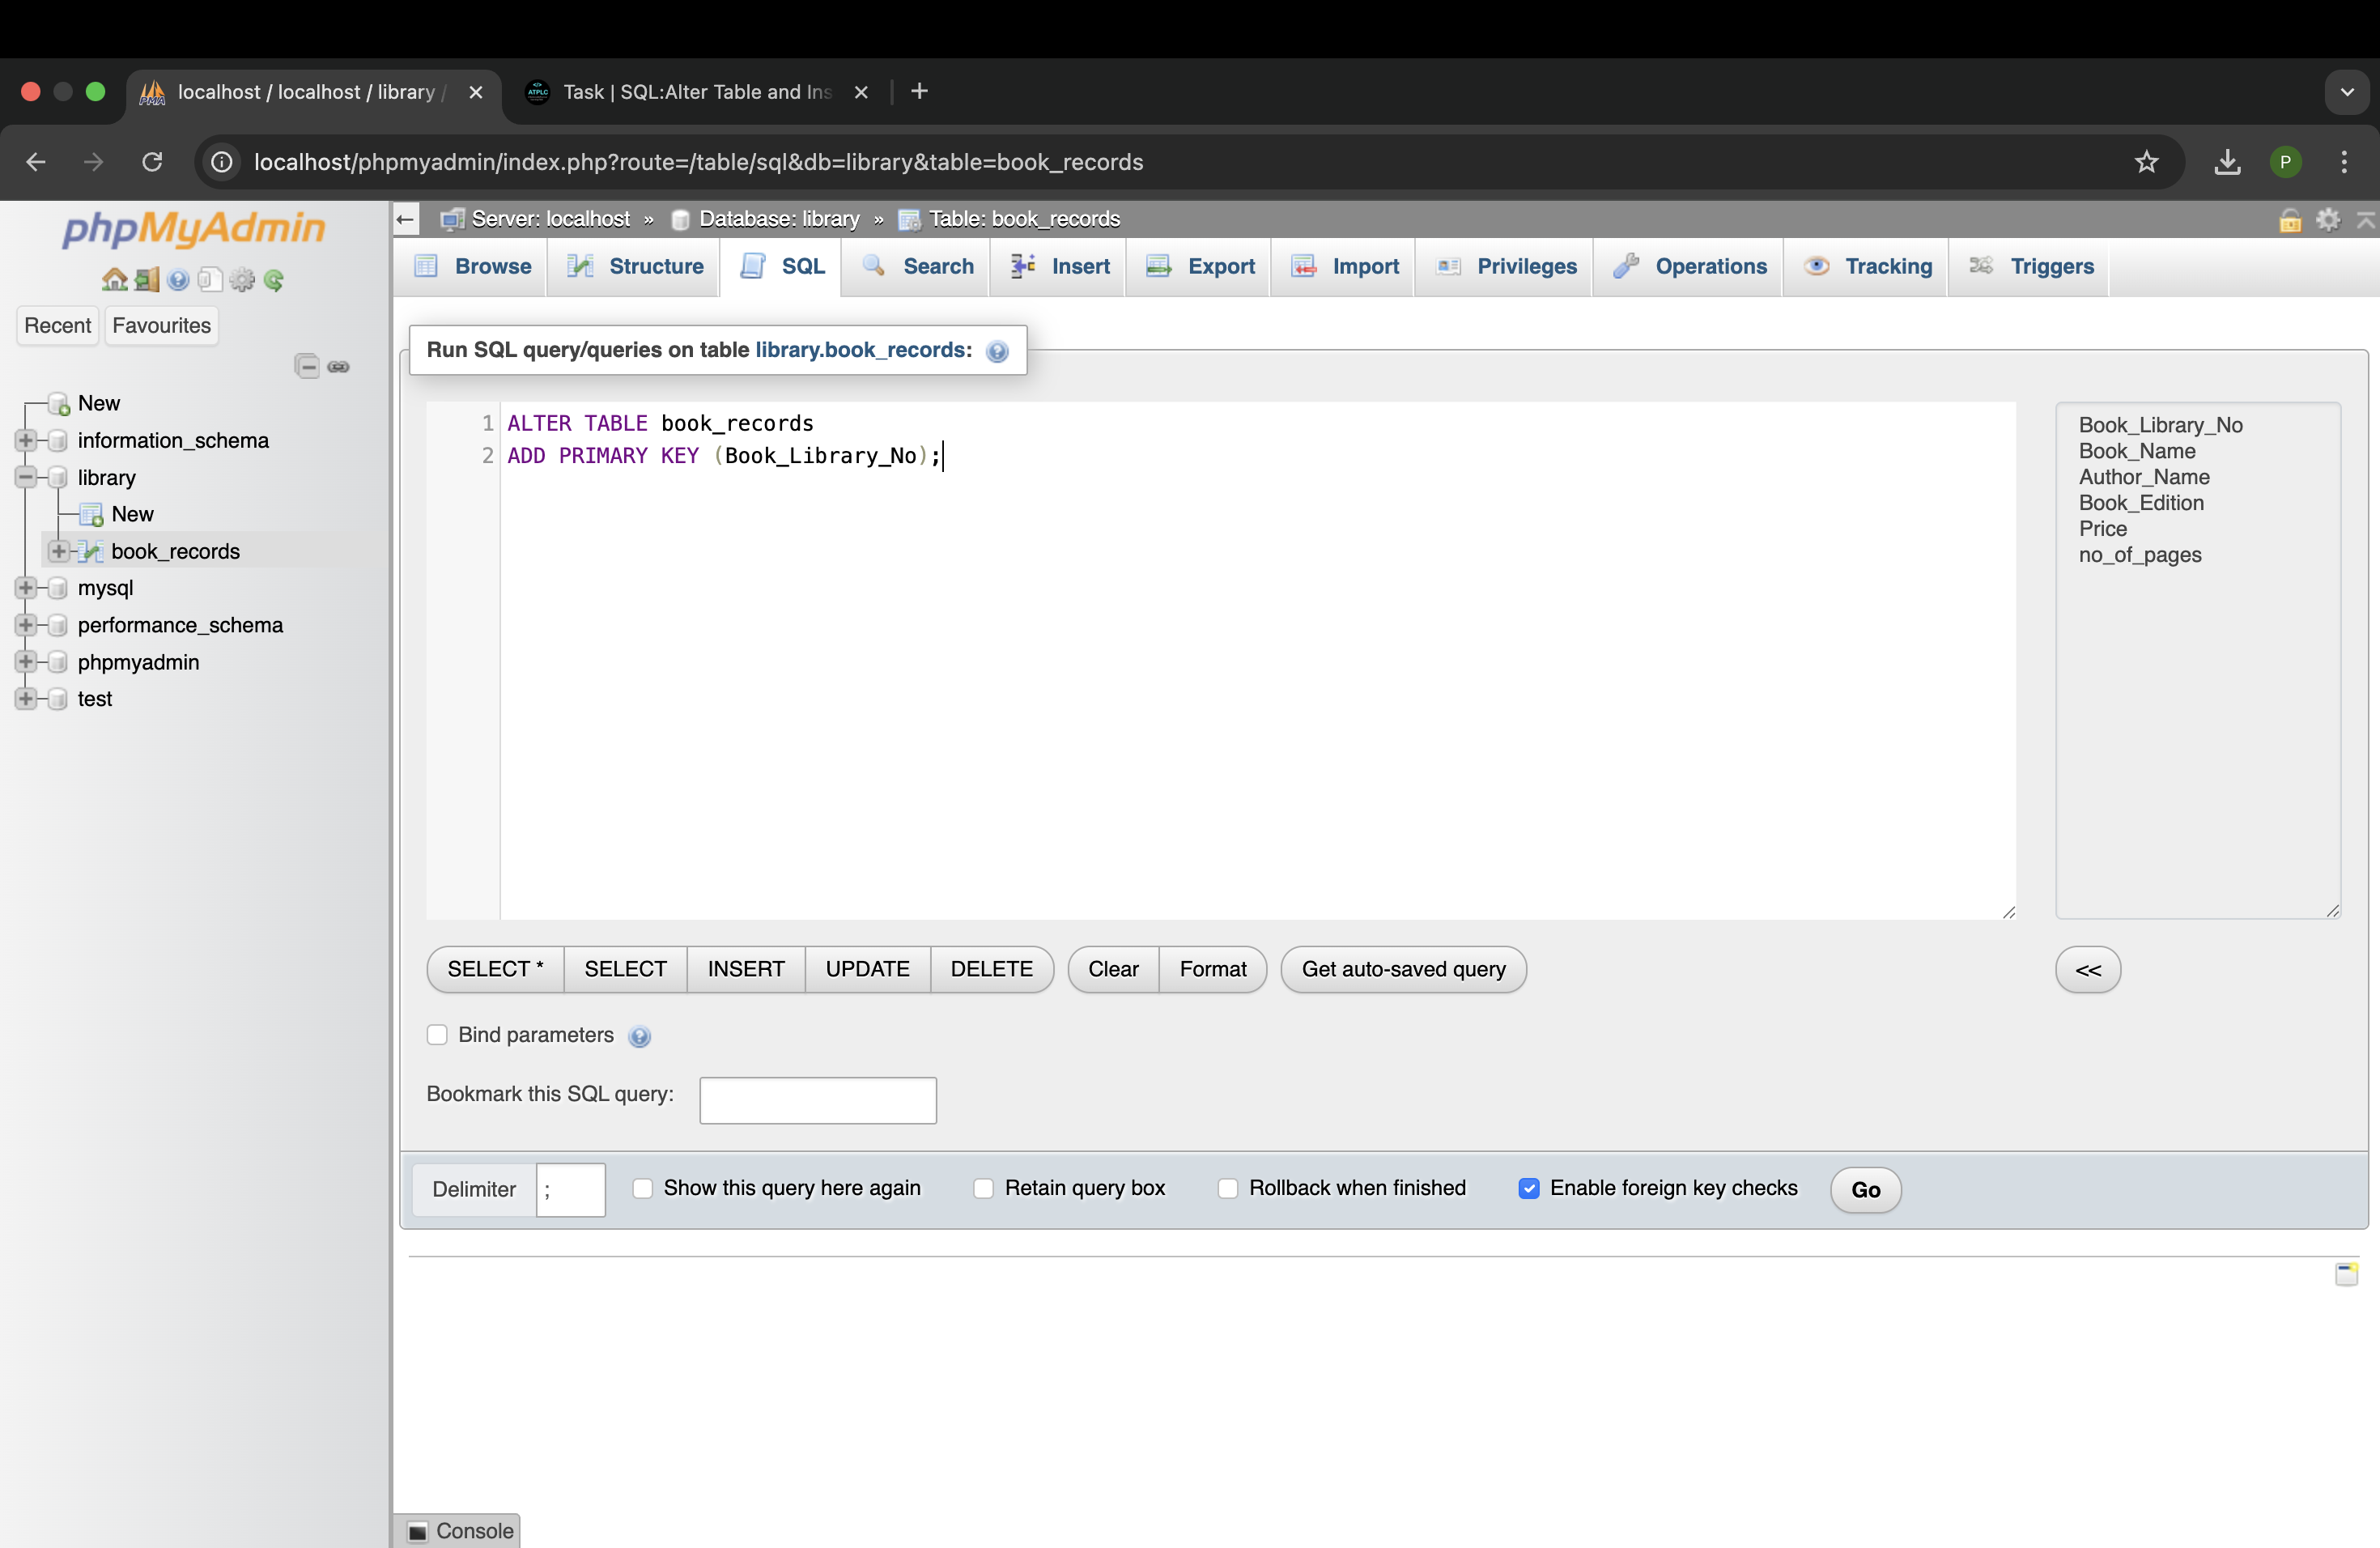 localhost / localhost / library /
Task | SQL:Alter Table and Ins
localhost/phpmyadmin/index.php?route=/table/sql&db=library&table=book_records
P
phpMyAdmin
Recent
Favourites
New
information_schema
library
New
book_records
mysql
performance_schema
phpmyadmin
test
Server: localhost » Database: library » Table: book_records
Browse
Structure
SQL
Search
Insert
Export
Import
Privileges
Operations
Tracking
Triggers
Run SQL query/queries on table library.book_records:
1 ALTER TABLE book_records
2 ADD PRIMARY KEY (Book_Library_No);
Book_Library_No
Book_Name
Author_Name
Book_Edition
Price
no_of_pages
SELECT *
SELECT
INSERT
UPDATE
DELETE
Clear
Format
Get auto-saved query
<<
Bind parameters
Bookmark this SQL query:
Delimiter ;
Show this query here again
Retain query box
Rollback when finished
Enable foreign key checks
Go
Console